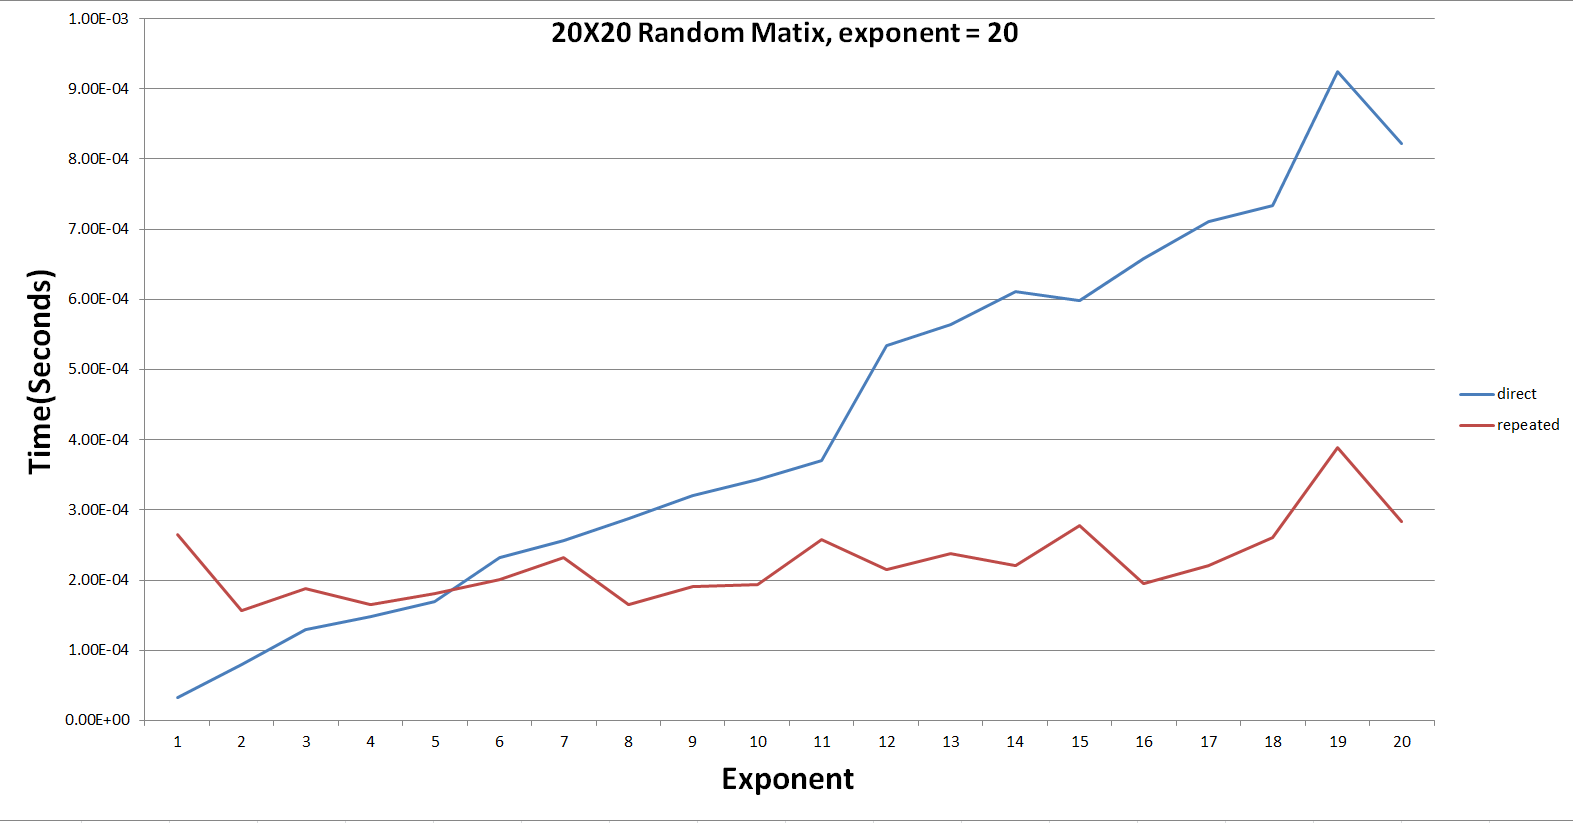 20X20 Random Matix, exponent = 20
1.00E-03
9.00E-04
8.00E-04
7.00E-04
6.00E-04
5.00E-04
4.00E-04
3.00E-04
2.00E-04
1.00E-04
0.00E+00
Time(Seconds)
1 2 3 4 5 6 7 8 9 10 11 12 13 14 15 16 17 18 19 20
Exponent
direct
repeated